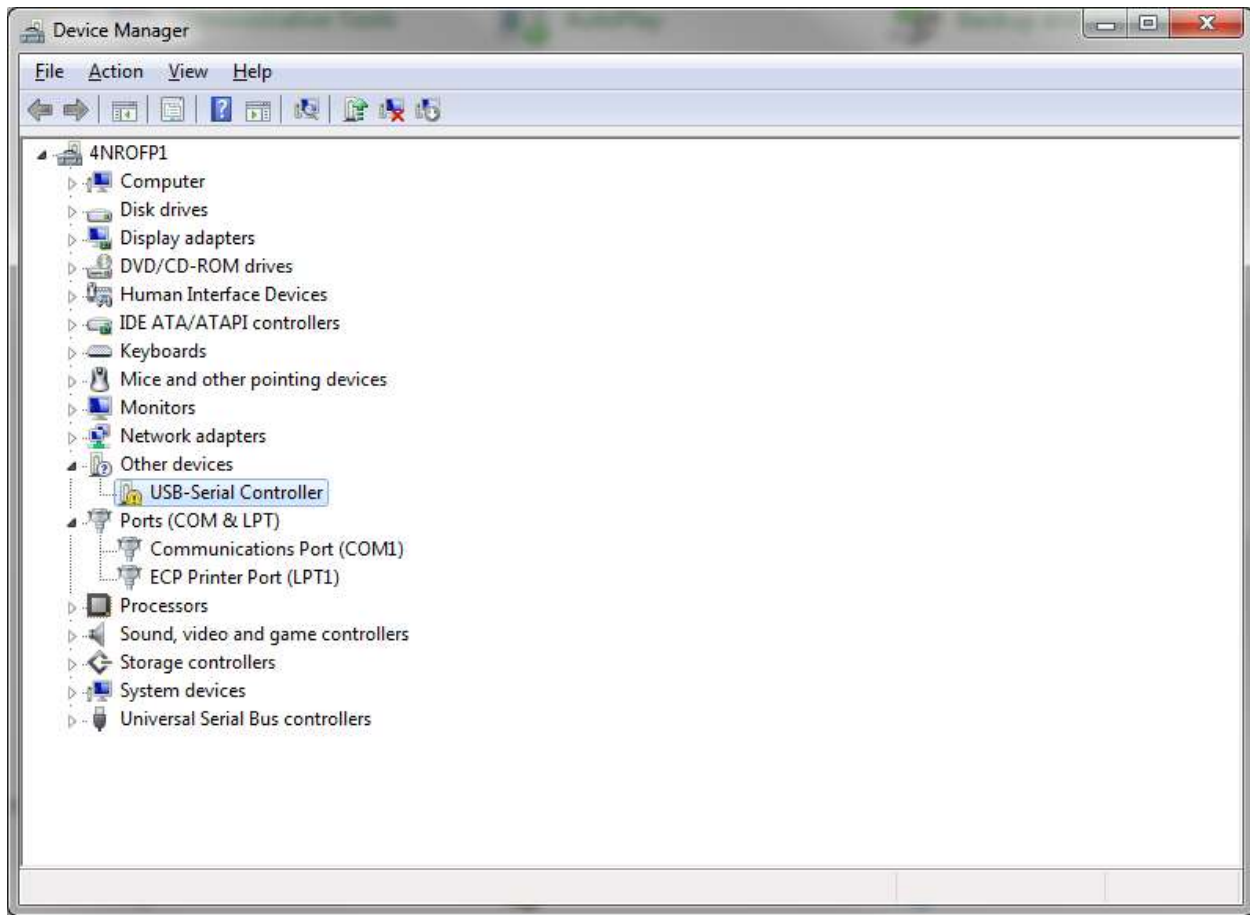 AutoPlay
Device Manager
File Action View Help
4NROFP1
Computer
Disk drives
Display adapters
DVD/CD-ROM drives
Human Interface Devices
IDE ATA/ATAPI controllers
Keyboards
Mice and other pointing devices
Monitors
Network adapters
Other devices
USB-Serial Controller
Ports (COM & LPT)
Communications Port (COM1)
ECP Printer Port (LPT1)
Processors
Sound, video and game controllers
Storage controllers
System devices
Universal Serial Bus controllers